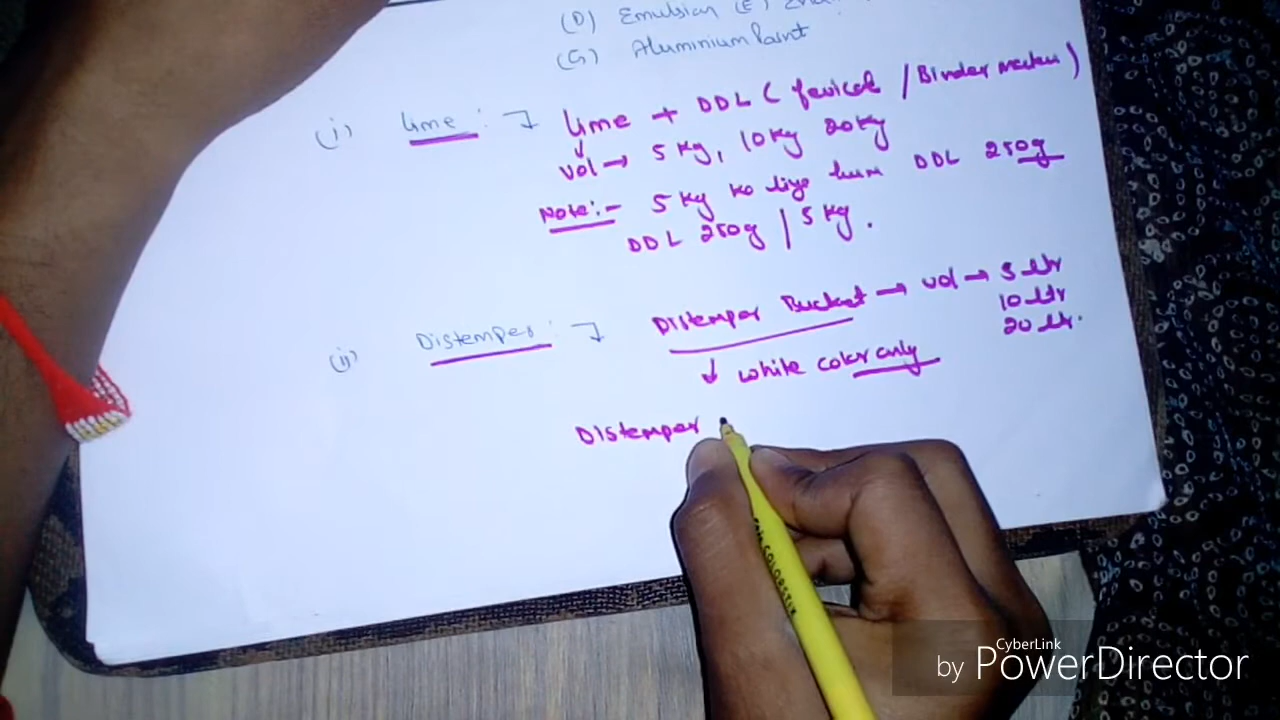 (D) Emulsion (E)
(G) Aluminium Paint
(i) lime : → lime + DDL ( fevicol / Binder
vol → 5 Kg, 10 Kg 20 Kg
Note:- 5 Kg ko liye hum DDL 250g
DDL 250g / 5 Kg.
(ii) Distemper : → Distemper Bucket → vol → 5 ltr
10 ltr
20 ltr.
↓ white color only
Distemper
CyberLink
by PowerDirector